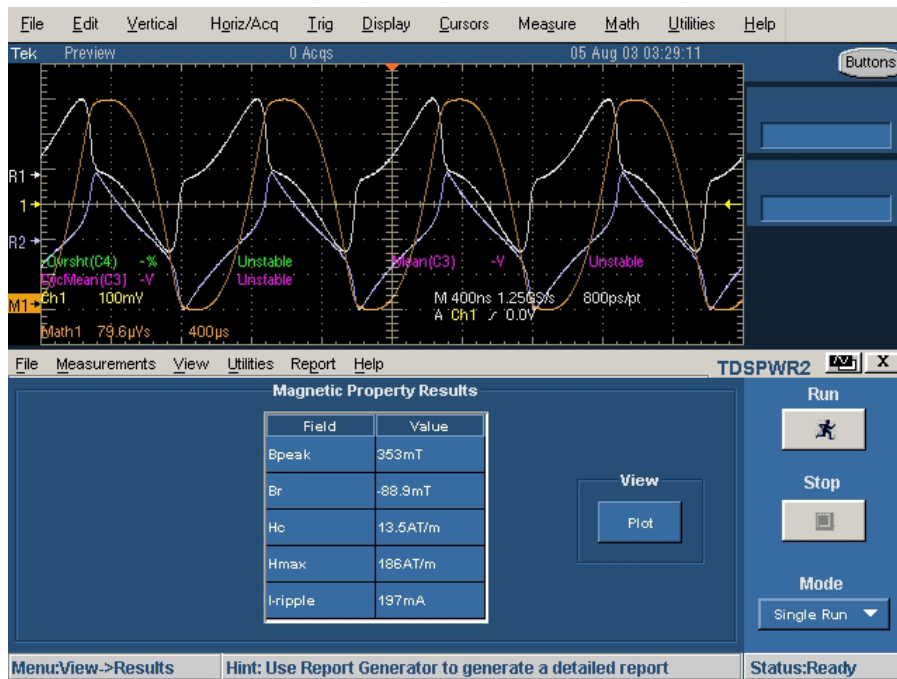 File Edit Vertical Horiz/Acq Trig Display Cursors Measure Math Utilities Help
Tek Preview 0 Acqs 05 Aug 03 03:29:11
Buttons
R1
1
R2
Ovrsht(C4) -% Unstable Mean(C3) -V Unstable
CycMean(C3) -V Unstable
M1
Ch1 100mV M 400ns 1.25GS/s 800ps/pt
A Ch1 0.0V
Math1 79.6µVs 400µs
File Measurements View Utilities Report Help
TDSPWR2 X
Magnetic Property Results
Field Value
Bpeak 353mT
Br -88.9mT
Hc 13.5AT/m
Hmax 186AT/m
I-ripple 197mA
View
Plot
Run
Stop
Mode
Single Run
Menu:View->Results Hint: Use Report Generator to generate a detailed report Status:Ready